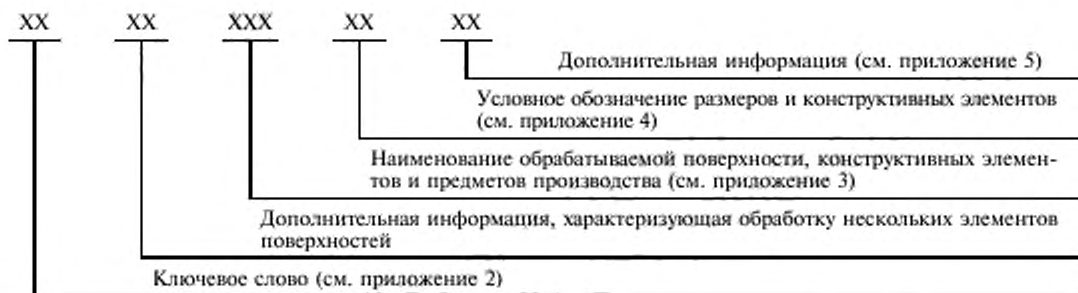 XX XX XXX XX XX
Дополнительная информация (см. приложение 5)
Условное обозначение размеров и конструктивных элементов
(см. приложение 4)
Наименование обрабатываемой поверхности, конструктивных элемен-
тов и предметов производства (см. приложение 3)
Дополнительная информация, характеризующая обработку нескольких элементов
поверхностей
Ключевое слово (см. приложение 2)